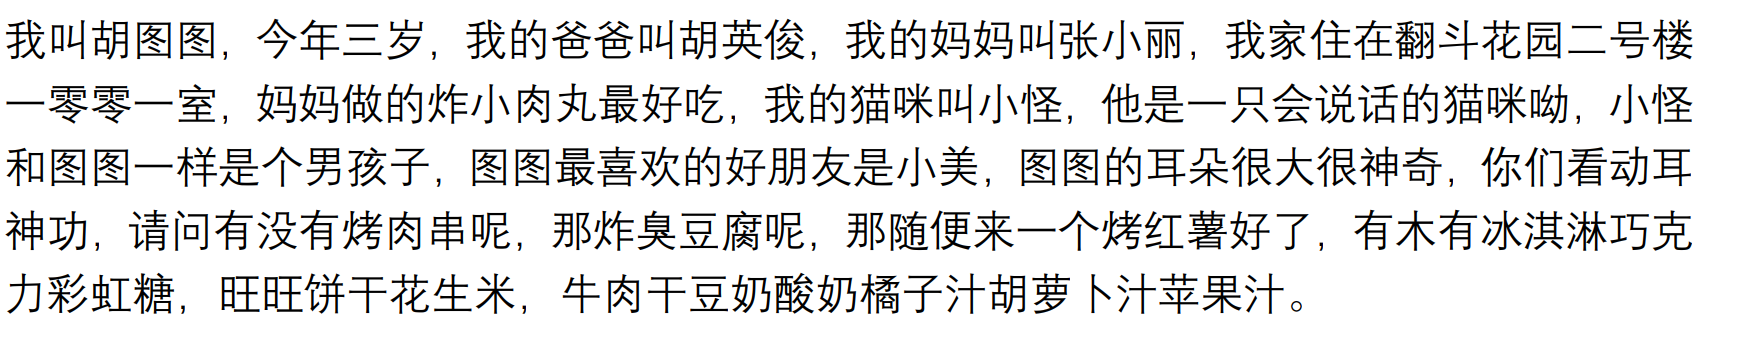 我叫胡图图，今年三岁，我的爸爸叫胡英俊，我的妈妈叫张小丽，我家住在翻斗花园二号楼
一零零一室，妈妈做的炸小肉丸最好吃，我的猫咪叫小怪，他是一只会说话的猫咪呦，小怪
和图图一样是个男孩子，图图最喜欢的好朋友是小美，图图的耳朵很大很神奇，你们看动耳
神功，请问有没有烤肉串呢，那炸臭豆腐呢，那随便来一个烤红薯好了，有木有冰淇淋巧克
力彩虹糖，旺旺饼干花生米，牛肉干豆奶酸奶橘子汁胡萝卜汁苹果汁。